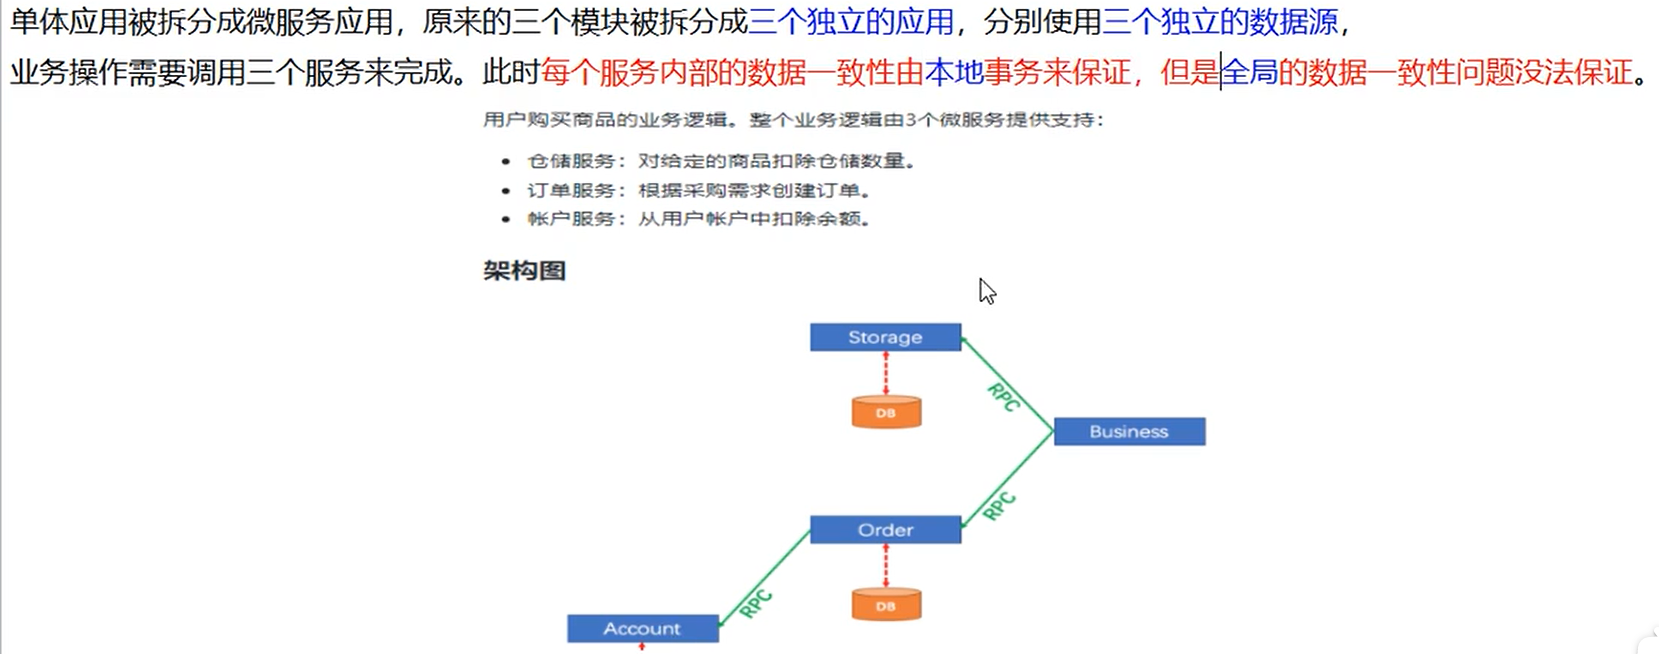 单体应用被拆分成微服务应用，原来的三个模块被拆分成三个独立的应用，分别使用三个独立的数据源，
业务操作需要调用三个服务来完成。此时每个服务内部的数据一致性由本地事务来保证，但是全局的数据一致性问题没法保证。
用户购买商品的业务逻辑。整个业务逻辑由3个微服务提供支持：
• 仓储服务：对给定的商品扣除仓储数量。
• 订单服务：根据采购需求创建订单。
• 帐户服务：从用户帐户中扣除余额。
架构图
Storage
RPC
DB
Business
RPC
Order
RPC
DB
Account